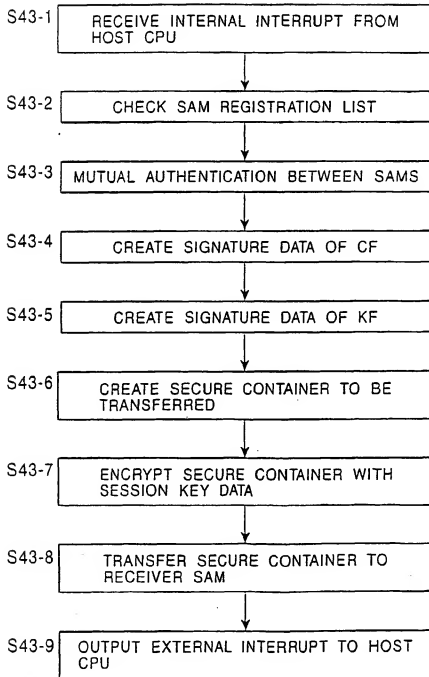 S43-1 RECEIVE INTERNAL INTERRUPT FROM
HOST CPU
S43-2 CHECK SAM REGISTRATION LIST
S43-3 MUTUAL AUTHENTICATION BETWEEN SAMS
S43-4 CREATE SIGNATURE DATA OF CF
S43-5 CREATE SIGNATURE DATA OF KF
S43-6 CREATE SECURE CONTAINER TO BE
TRANSFERRED
S43-7 ENCRYPT SECURE CONTAINER WITH
SESSION KEY DATA
S43-8 TRANSFER SECURE CONTAINER TO
RECEIVER SAM
S43-9 OUTPUT EXTERNAL INTERRUPT TO HOST
CPU